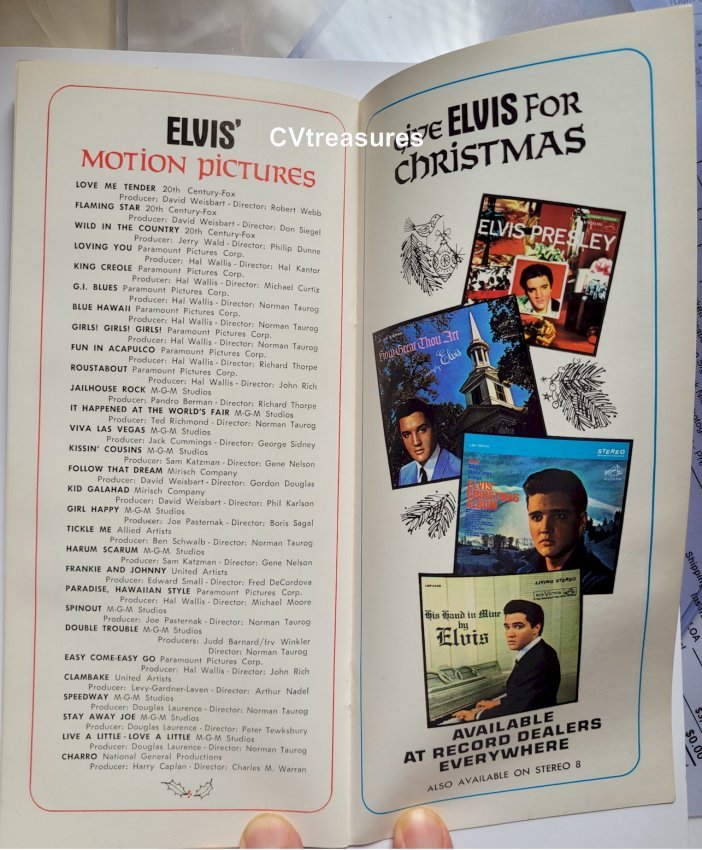 ELVIS'
MOTION PICTURES
LOVE ME TENDER 20th Century-Fox
Producer: David Weisbart - Director: Robert Webb
FLAMING STAR 20th Century-Fox
Producer: David Weisbart - Director: Don Siegel
WILD IN THE COUNTRY 20th Century-Fox
Producer: Jerry Wald - Director: Philip Dunne
LOVING YOU Paramount Pictures Corp.
Producer: Hal Wallis - Director: Hal Kantor
KING CREOLE Paramount Pictures Corp.
Producer: Hal Wallis - Director: Michael Curtiz
G.I. BLUES Paramount Pictures Corp.
Producer: Hal Wallis - Director: Norman Taurog
BLUE HAWAII Paramount Pictures Corp.
Producer: Hal Wallis - Director: Norman Taurog
GIRLS! GIRLS! GIRLS! Paramount Pictures Corp.
Producer: Hal Wallis - Director: Norman Taurog
FUN IN ACAPULCO Paramount Pictures Corp.
Producer: Hal Wallis - Director: Richard Thorpe
ROUSTABOUT Paramount Pictures Corp.
Producer: Hal Wallis - Director: John Rich
JAILHOUSE ROCK M-G-M Studios
Producer: Pandro Berman - Director: Richard Thorpe
IT HAPPENED AT THE WORLD'S FAIR M-G-M Studios
Producer: Ted Richmond - Director: Norman Taurog
VIVA LAS VEGAS M-G-M Studios
Producer: Jack Cummings - Director: George Sidney
KISSIN' COUSINS M-G-M Studios
Producer: Sam Katzman - Director: Gene Nelson
FOLLOW THAT DREAM Mirisch Company
Producer: David Weisbart - Director: Gordon Douglas
KID GALAHAD Mirisch Company
Producer: David Weisbart - Director: Phil Karlson
GIRL HAPPY M-G-M Studios
Producer: Joe Pasternak - Director: Boris Sagal
TICKLE ME Allied Artists
Producer: Ben Schwalb - Director: Norman Taurog
HARUM SCARUM M-G-M Studios
Producer: Sam Katzman - Director: Gene Nelson
FRANKIE AND JOHNNY United Artists
Producer: Edward Small - Director: Fred DeCordova
PARADISE, HAWAIIAN STYLE Paramount Pictures Corp.
Producer: Hal Wallis - Director: Michael Moore
SPINOUT M-G-M Studios
Producer: Joe Pasternak - Director: Norman Taurog
DOUBLE TROUBLE M-G-M Studios
Producers: Judd Barnard/Irv Winkler
Director: Norman Taurog
EASY COME-EASY GO Paramount Pictures Corp.
Producer: Hal Wallis - Director: John Rich
CLAMBAKE United Artists
Producer: Levy-Gardner-Laven - Director: Arthur Nadel
SPEEDWAY M-G-M Studios
Producer: Douglas Laurence - Director: Norman Taurog
STAY AWAY JOE M-G-M Studios
Producer: Douglas Laurence - Director: Peter Tewksbury
LIVE A LITTLE - LOVE A LITTLE M-G-M Studios
Producer: Douglas Laurence - Director: Norman Taurog
CHARRO National General Productions
Producer: Harry Caplan - Director: Charles M. Warran
CVtreasures
Give ELVIS FOR
CHRISTMAS
ELVIS PRESLEY
How Great Thou Art
Elvis
STEREO
ELVIS'
CHRISTMAS
ALBUM
LIVING STEREO
RCA VICTOR
His Hand in Mine
by
Elvis
AVAILABLE
AT RECORD DEALERS
EVERYWHERE
ALSO AVAILABLE ON STEREO 8
Shipping
$0.00